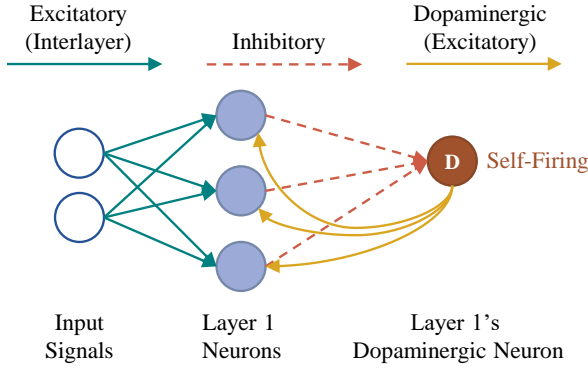 Excitatory
(Interlayer)
Inhibitory
Dopaminergic
(Excitatory)
D
Self-Firing
Input
Signals
Layer 1
Neurons
Layer 1's
Dopaminergic Neuron